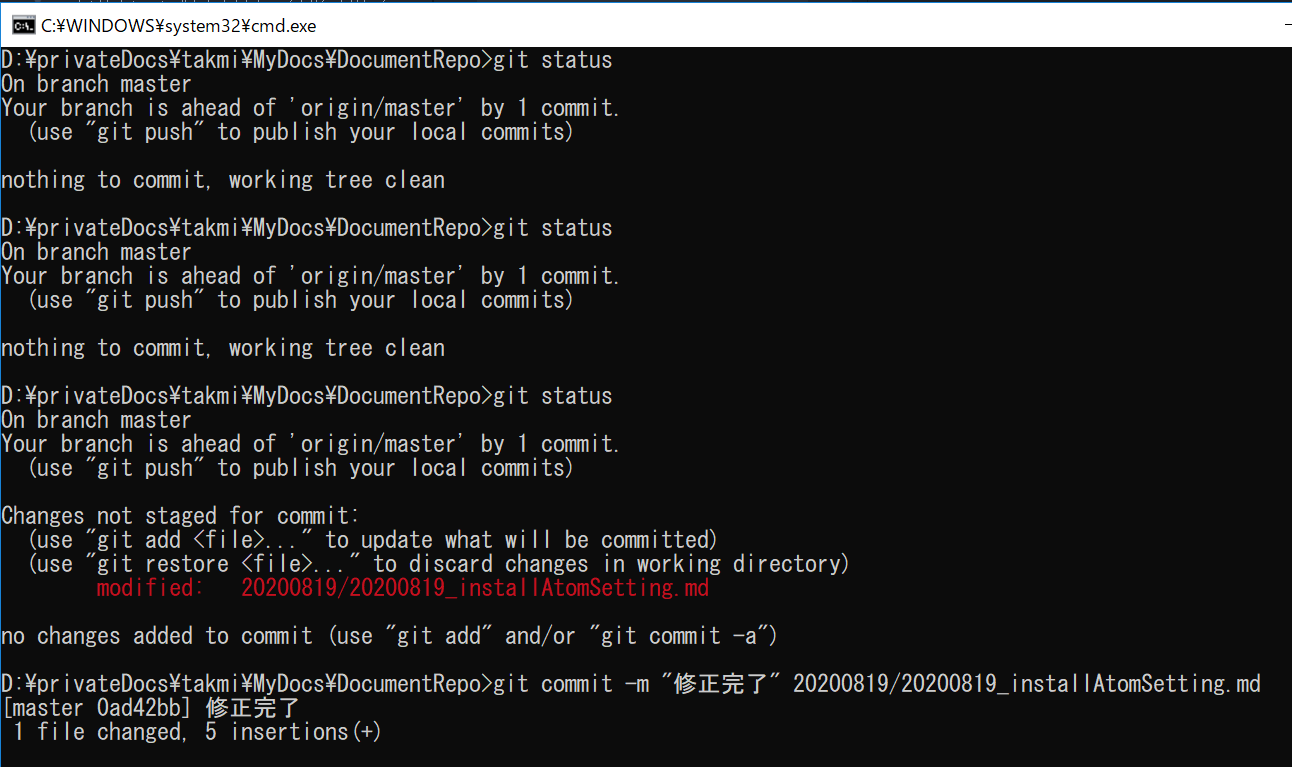 C:¥WINDOWS¥system32¥cmd.exe
D:¥privateDocs¥takmi¥MyDocs¥DocumentRepo>git status
On branch master
Your branch is ahead of 'origin/master' by 1 commit.
  (use "git push" to publish your local commits)
nothing to commit, working tree clean
D:¥privateDocs¥takmi¥MyDocs¥DocumentRepo>git status
On branch master
Your branch is ahead of 'origin/master' by 1 commit.
  (use "git push" to publish your local commits)
nothing to commit, working tree clean
D:¥privateDocs¥takmi¥MyDocs¥DocumentRepo>git status
On branch master
Your branch is ahead of 'origin/master' by 1 commit.
  (use "git push" to publish your local commits)
Changes not staged for commit:
  (use "git add <file>..." to update what will be committed)
  (use "git restore <file>..." to discard changes in working directory)
        modified:   20200819/20200819_installAtomSetting.md
no changes added to commit (use "git add" and/or "git commit -a")
D:¥privateDocs¥takmi¥MyDocs¥DocumentRepo>git commit -m "修正完了" 20200819/20200819_installAtomSetting.md
[master 0ad42bb] 修正完了
 1 file changed, 5 insertions(+)